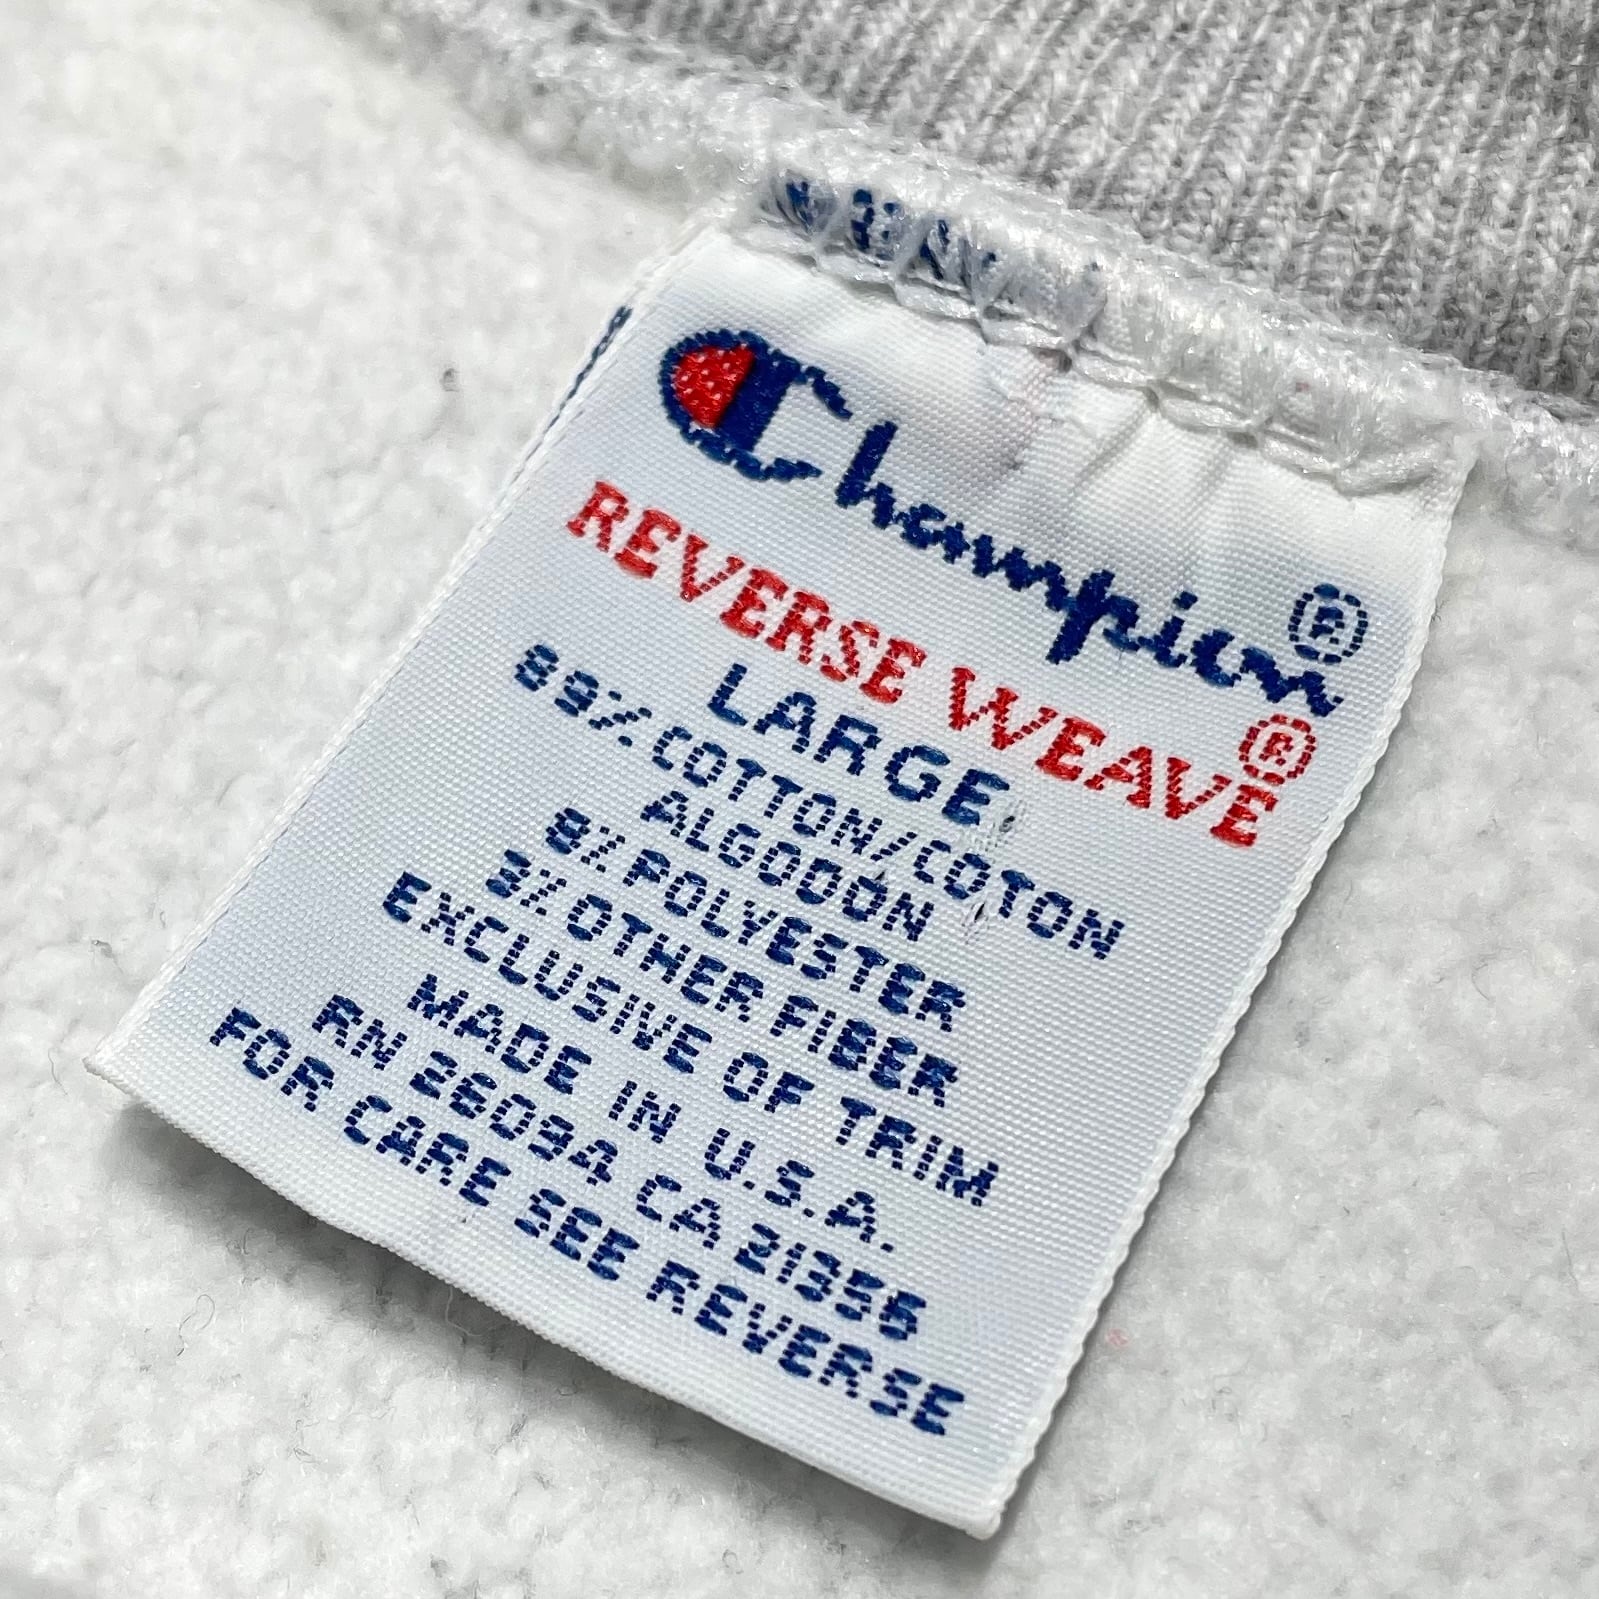 Champion®
REVERSE WEAVE®
LARGE
89% COTTON/COTON
ALGODON
8% POLYESTER
3% OTHER FIBER
EXCLUSIVE OF TRIM
MADE IN U.S.A.
RN 26094 CA 21356
FOR CARE SEE REVERSE